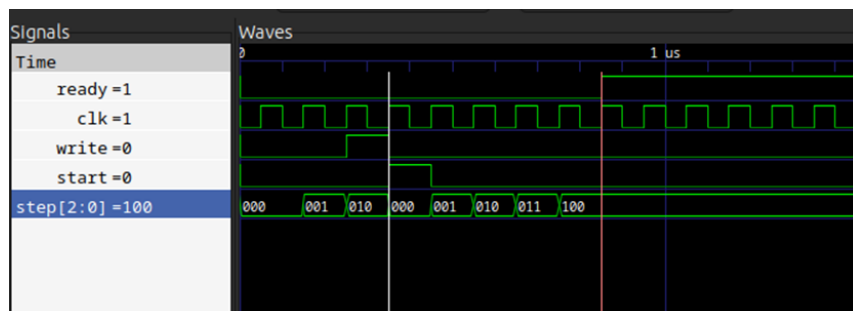 Signals Waves
Time 0 1 us
ready =1
clk =1
write =0
start =0
step[2:0] =100 000 001 010 000 001 010 011 100